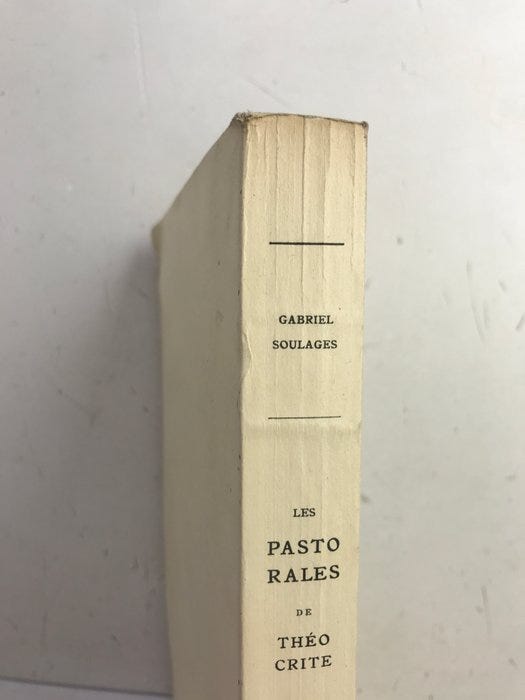 GABRIEL
SOULAGES
LES
PASTO
RALES
DE
THÉO
CRITE